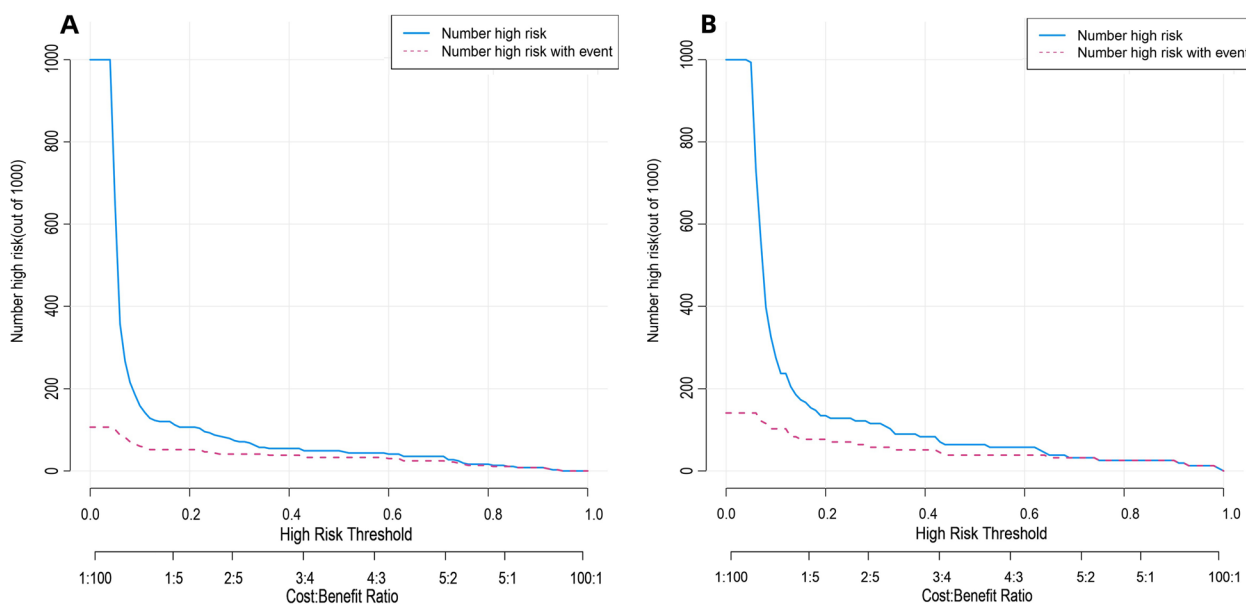 A
Number high risk
Number high risk with event
Number high risk(out of 1000)
1000
800
600
400
200
0
0.0 0.2 0.4 0.6 0.8 1.0
High Risk Threshold
1:100 1:5 2:5 3:4 4:3 5:2 5:1 100:1
Cost:Benefit Ratio
B
Number high risk
Number high risk with event
Number high risk(out of 1000)
1000
800
600
400
200
0
0.0 0.2 0.4 0.6 0.8 1.0
High Risk Threshold
1:100 1:5 2:5 3:4 4:3 5:2 5:1 100:1
Cost:Benefit Ratio